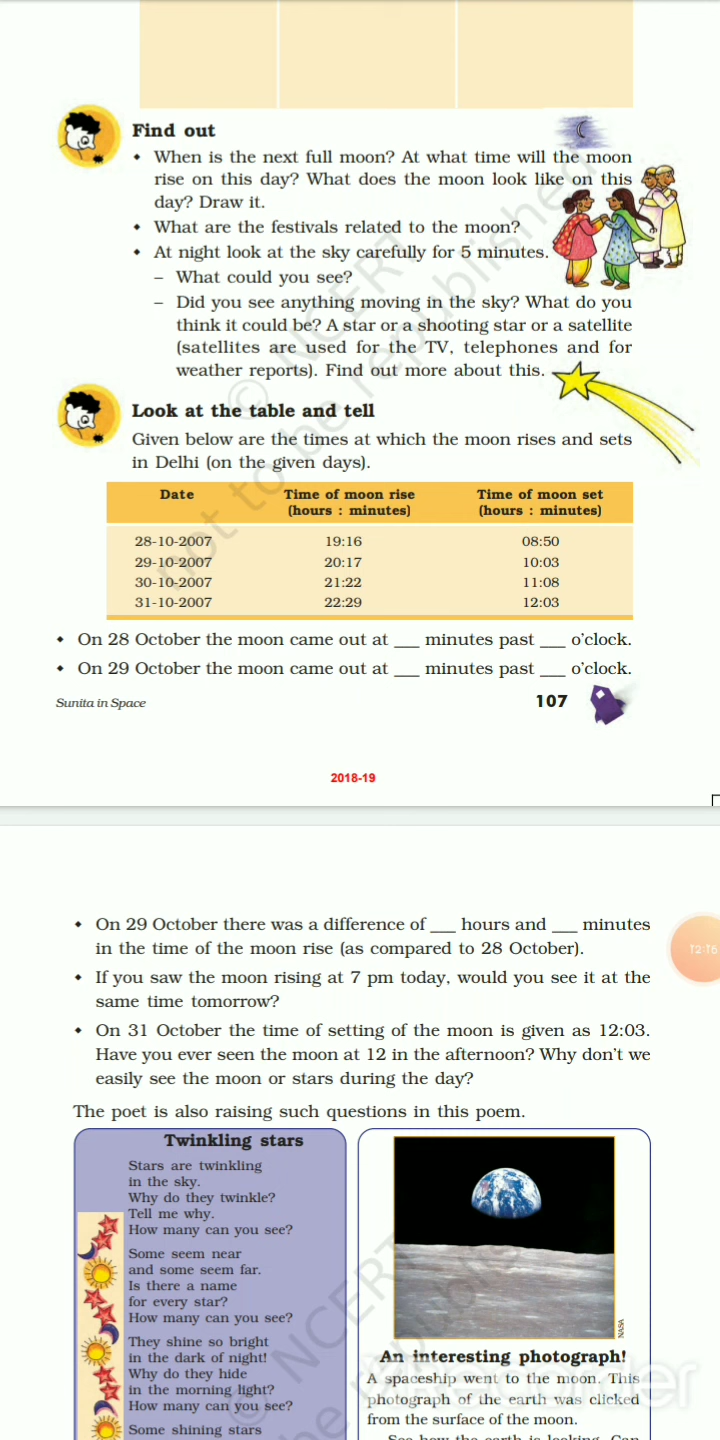 Find out
• When is the next full moon? At what time will the moon
rise on this day? What does the moon look like on this
day? Draw it.
• What are the festivals related to the moon?
• At night look at the sky carefully for 5 minutes.
– What could you see?
– Did you see anything moving in the sky? What do you
think it could be? A star or a shooting star or a satellite
(satellites are used for the TV, telephones and for
weather reports). Find out more about this.
Look at the table and tell
Given below are the times at which the moon rises and sets
in Delhi (on the given days).
Date Time of moon rise Time of moon set
(hours : minutes) (hours : minutes)
28-10-2007 19:16 08:50
29-10-2007 20:17 10:03
30-10-2007 21:22 11:08
31-10-2007 22:29 12:03
• On 28 October the moon came out at ___ minutes past ___ o’clock.
• On 29 October the moon came out at ___ minutes past ___ o’clock.
Sunita in Space 107
2018-19
• On 29 October there was a difference of ___ hours and ___ minutes
in the time of the moon rise (as compared to 28 October).
12:16
• If you saw the moon rising at 7 pm today, would you see it at the
same time tomorrow?
• On 31 October the time of setting of the moon is given as 12:03.
Have you ever seen the moon at 12 in the afternoon? Why don’t we
easily see the moon or stars during the day?
The poet is also raising such questions in this poem.
Twinkling stars
Stars are twinkling
in the sky.
Why do they twinkle?
Tell me why.
How many can you see?
Some seem near
and some seem far.
Is there a name
for every star?
How many can you see?
They shine so bright
in the dark of night!
Why do they hide
in the morning light?
How many can you see?
Some shining stars
NASA
An interesting photograph!
A spaceship went to the moon. This
photograph of the earth was clicked
from the surface of the moon.
See how the earth is looking. Can
© NCERT
not to be republished
© NCERT
be rep